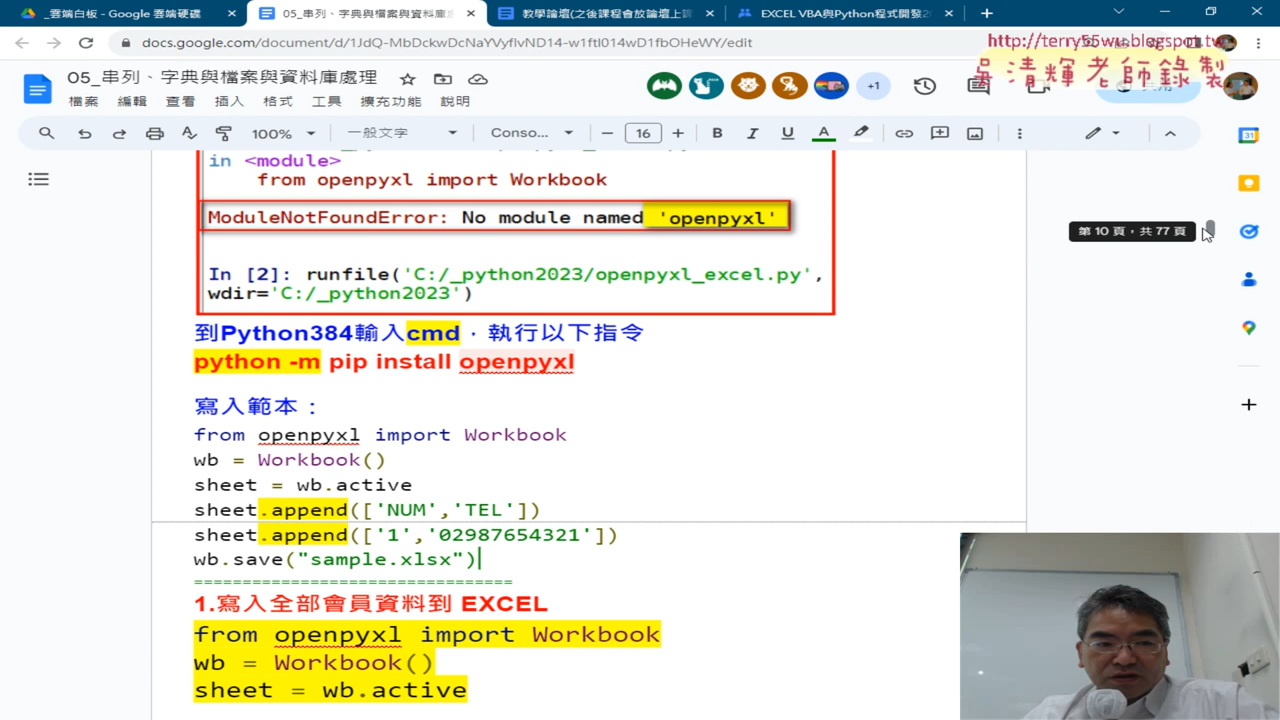 _雲端白板 - Google 雲端硬碟
05_串列、字典與檔案與資料庫處
教學論壇(之後課程會放論壇上課
EXCEL VBA與Python程式開發2
docs.google.com/document/d/1JdQ-MbDckwDcNaYVyfIvND14-w1ftI014wD1fbOHeWY/edit
http://terry55wu.blogspot.tw
吳清輝老師錄製
05_串列、字典與檔案與資料庫處理
檔案 編輯 查看 插入 格式 工具 擴充功能 說明
+1
100% 一般文字 Conso... 16 B I U A
in <module>
from openpyxl import Workbook
ModuleNotFoundError: No module named 'openpyxl'
第 10 頁，共 77 頁
In [2]: runfile('C:/_python2023/openpyxl_excel.py',
wdir='C:/_python2023')
到Python384輸入cmd，執行以下指令
python -m pip install openpyxl
寫入範本：
from openpyxl import Workbook
wb = Workbook()
sheet = wb.active
sheet.append(['NUM','TEL'])
sheet.append(['1','02987654321'])
wb.save("sample.xlsx")
================================
1.寫入全部會員資料到 EXCEL
from openpyxl import Workbook
wb = Workbook()
sheet = wb.active